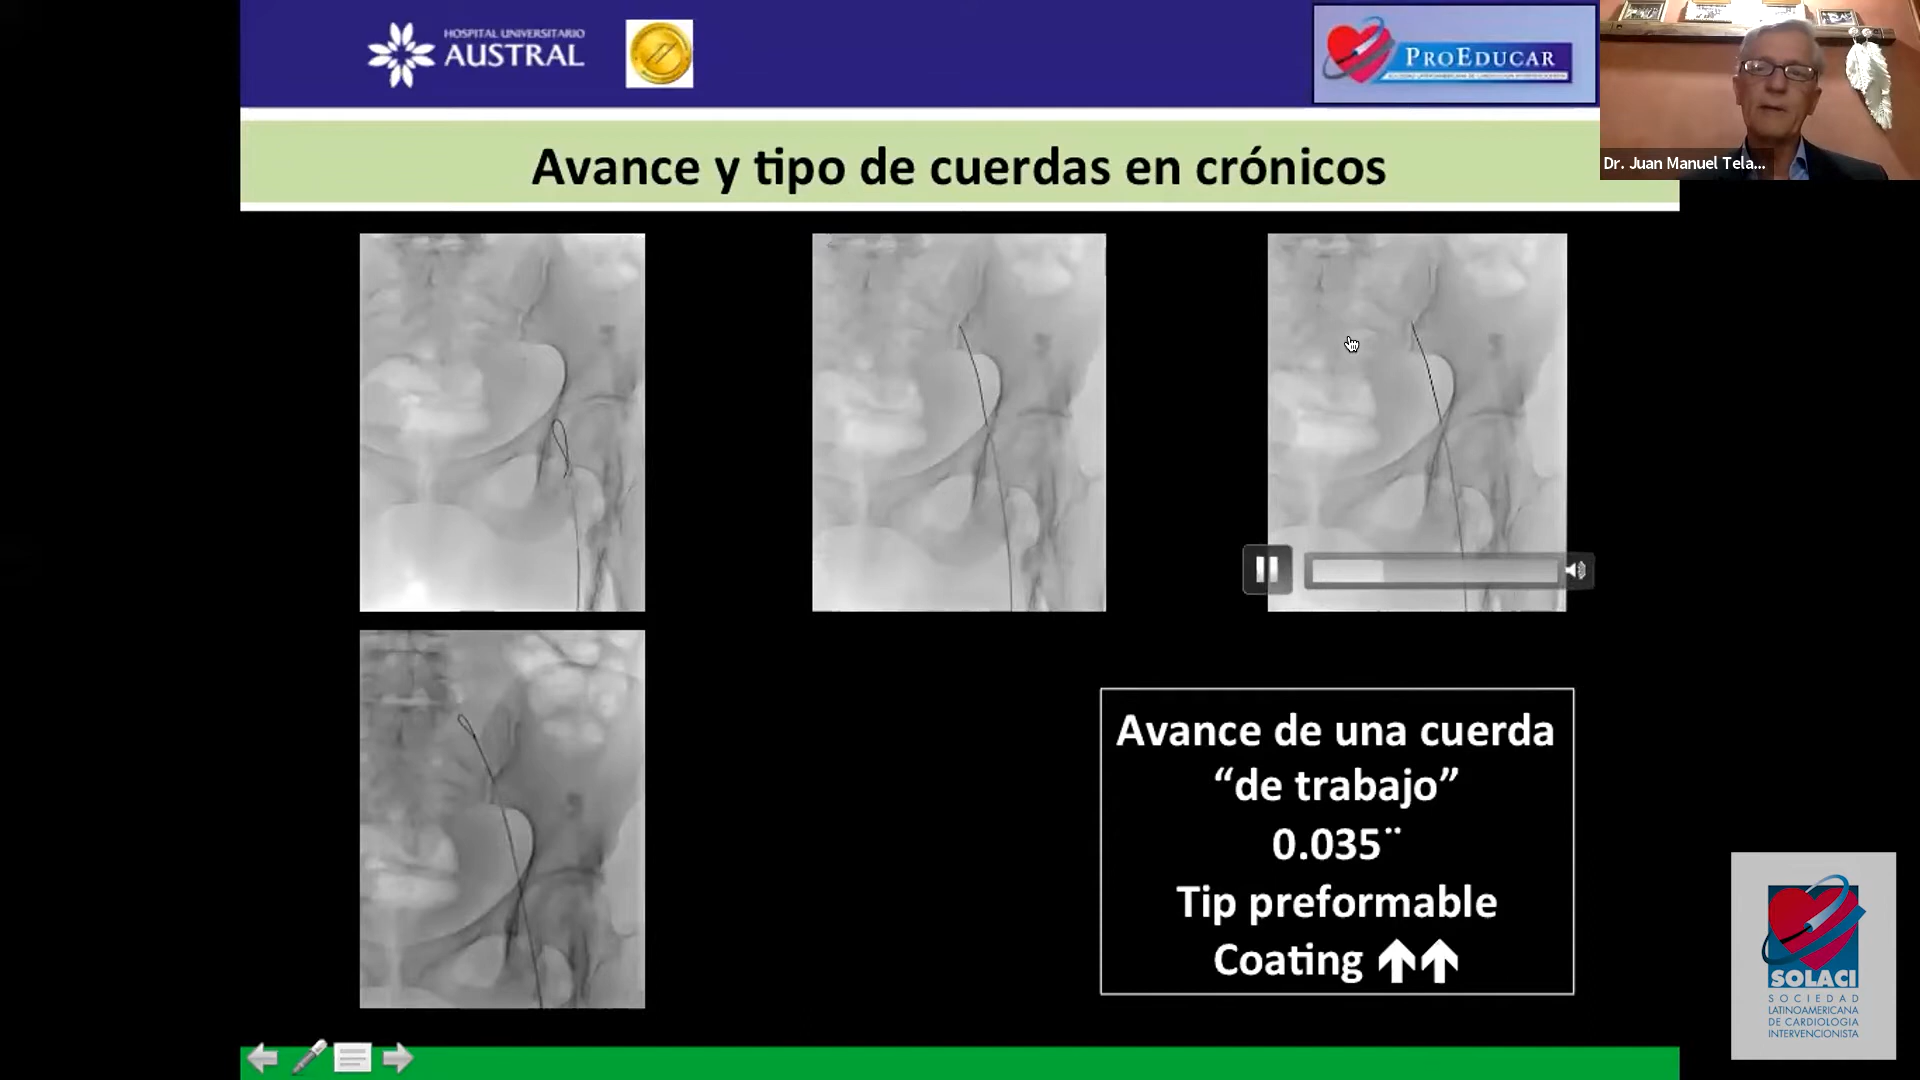 HOSPITAL UNIVERSITARIO
AUSTRAL
PROEDUCAR
Dr. Juan Manuel Tela...
Avance y tipo de cuerdas en crónicos
Avance de una cuerda
“de trabajo”
0.035¨
Tip preformable
Coating ⬆⬆
SOLACI
SOCIEDAD
LATINOAMERICANA
DE CARDIOLOGIA
INTERVENCIONISTA